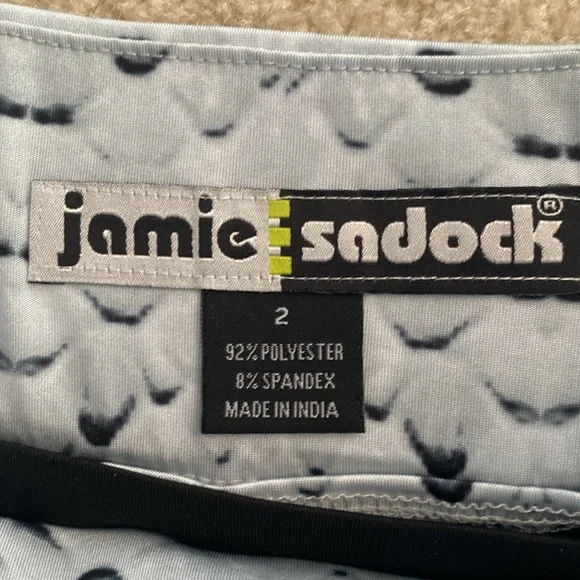 jamie sadock®
2
92% POLYESTER
8% SPANDEX
MADE IN INDIA